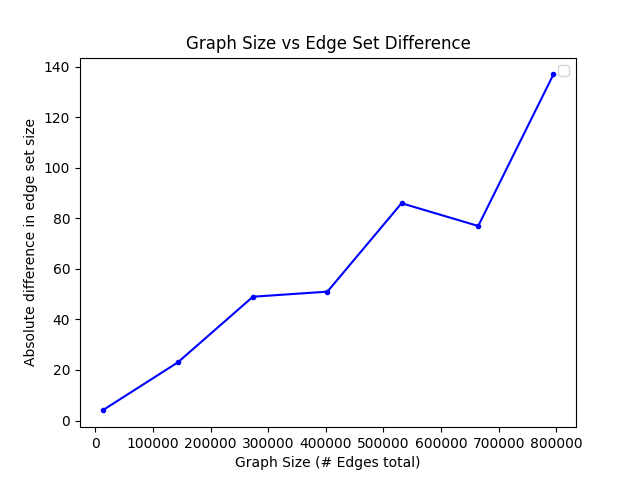 Graph Size vs Edge Set Difference
140
120
100
80
60
40
20
0
Absolute difference in edge set size
0 100000 200000 300000 400000 500000 600000 700000 800000
Graph Size (# Edges total)